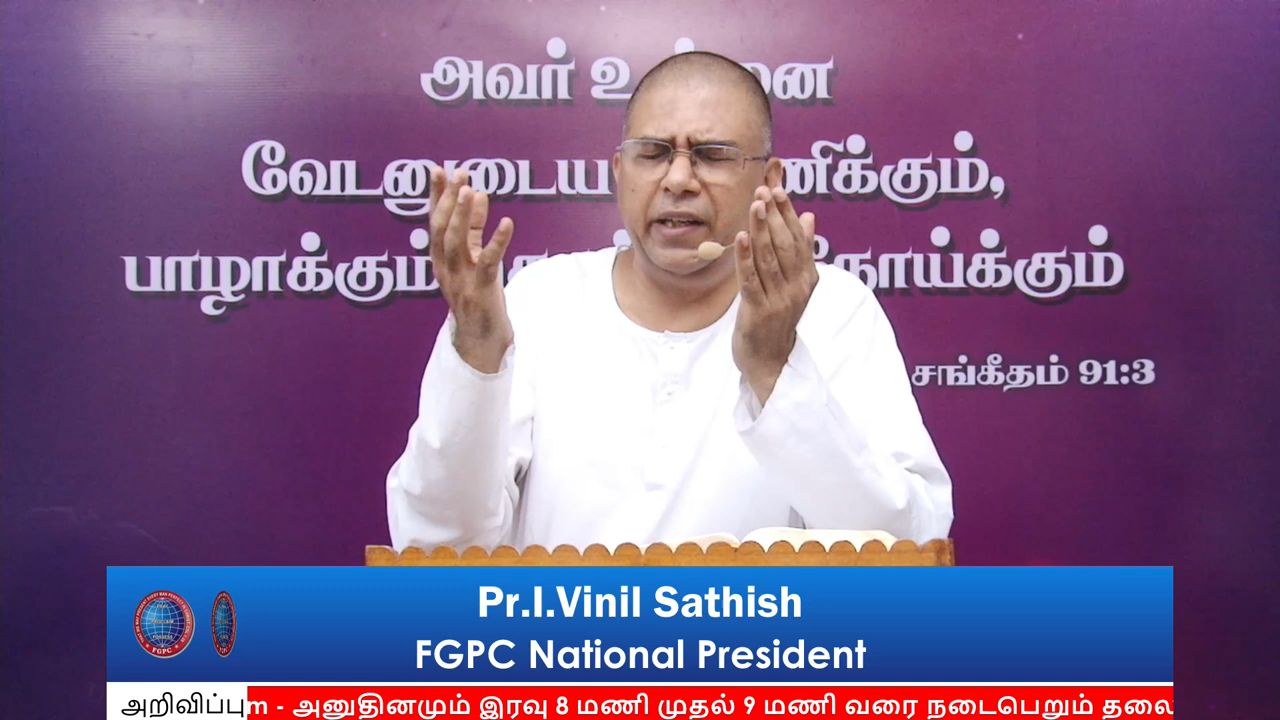 அவர்
வேடனுடைய ணிக்கும்,
பாழாக்கும் நோய்க்கும்
சங்கீதம் 91:3
Pr.I.Vinil Sathish
FGPC National President
FGPC
அறிவிப்பு m - அனுதினமும் இரவு 8 மணி முதல் 9 மணி வரை நடைபெறும் தலை